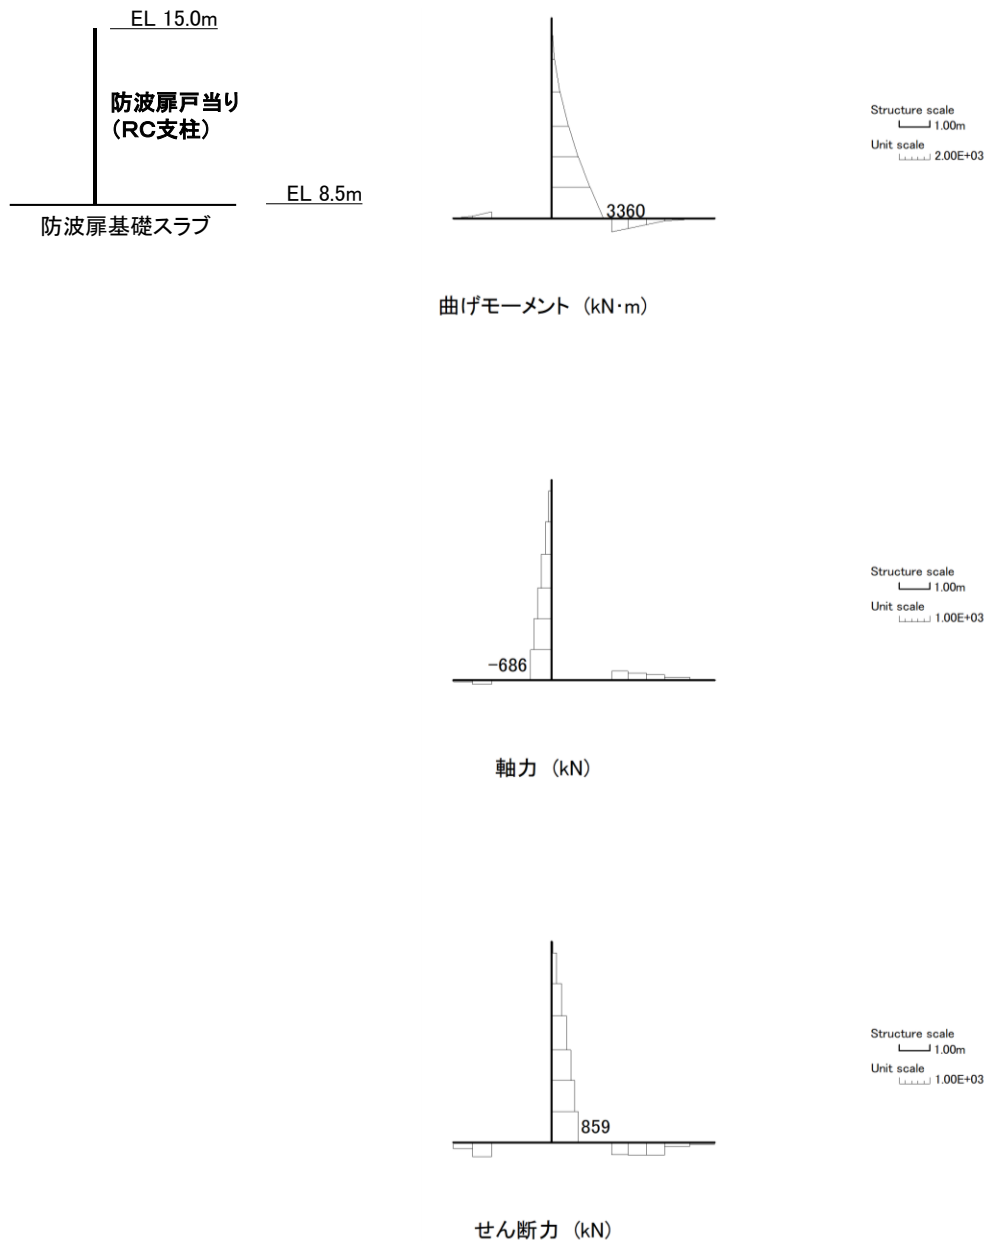 EL 15.0m
防波扉戸当り
（RC支柱）
EL 8.5m
防波扉基礎スラブ
3360
Structure scale
1.00m
Unit scale
2.00E+03
曲げモーメント (kN･m)
-686
Structure scale
1.00m
Unit scale
1.00E+03
軸力 (kN)
859
Structure scale
1.00m
Unit scale
1.00E+03
せん断力 (kN)